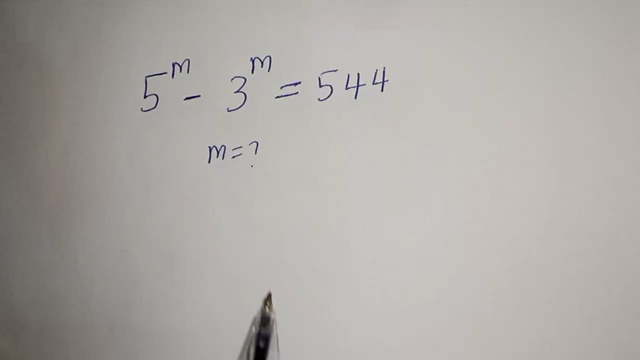 5^m - 3^m = 544
m = ?